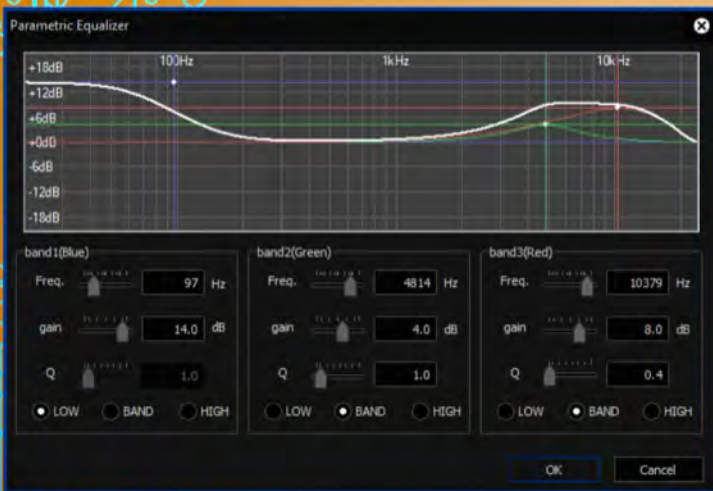 Parametric Equalizer
100Hz 1kHz 10kHz
+18dB
+12dB
+6dB
+0dB
-6dB
-12dB
-18dB
band1(Blue) band2(Green) band3(Red)
Freq. 97 Hz Freq. 4814 Hz Freq. 10379 Hz
gain 14.0 dB gain 4.0 dB gain 8.0 dB
Q 1.0 Q 1.0 Q 0.4
LOW BAND HIGH LOW BAND HIGH LOW BAND HIGH
OK Cancel